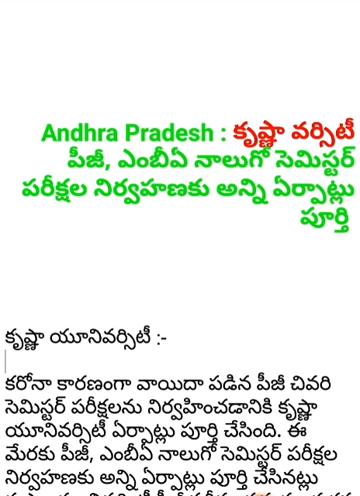 Andhra Pradesh : కృష్ణా వర్సిటీ
పీజీ, ఎంబీఏ నాలుగో సెమిస్టర్
పరీక్షల నిర్వహణకు అన్ని ఏర్పాట్లు
పూర్తి
కృష్ణా యూనివర్సిటీ :-
కరోనా కారణంగా వాయిదా పడిన పీజీ చివరి
సెమిస్టర్ పరీక్షలను నిర్వహించడానికి కృష్ణా
యూనివర్సిటీ ఏర్పాట్లు పూర్తి చేసింది. ఈ
మేరకు పీజీ, ఎంబీఏ నాలుగో సెమిస్టర్ పరీక్షల
నిర్వహణకు అన్ని ఏర్పాట్లు పూర్తి చేసినట్లు